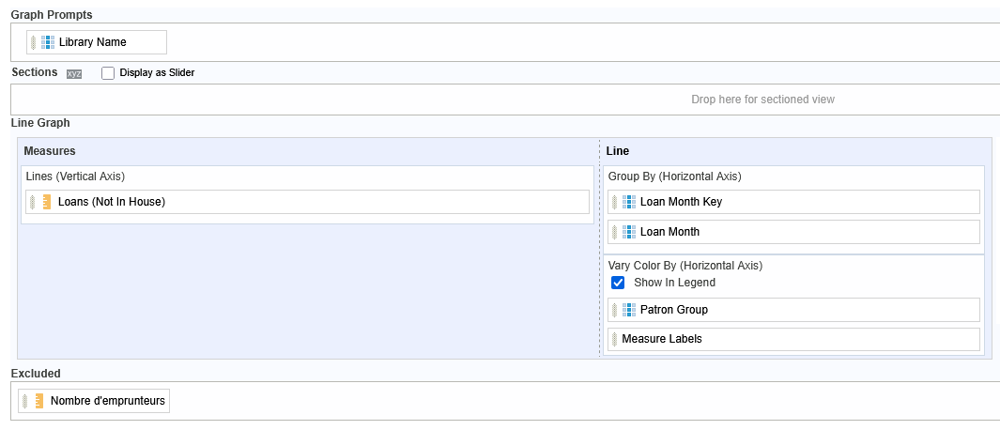 Graph Prompts
Library Name
Sections xyz Display as Slider
Drop here for sectioned view
Line Graph
Measures
Lines (Vertical Axis)
Loans (Not In House)
Line
Group By (Horizontal Axis)
Loan Month Key
Loan Month
Vary Color By (Horizontal Axis)
Show In Legend
Patron Group
Measure Labels
Excluded
Nombre d'emprunteurs